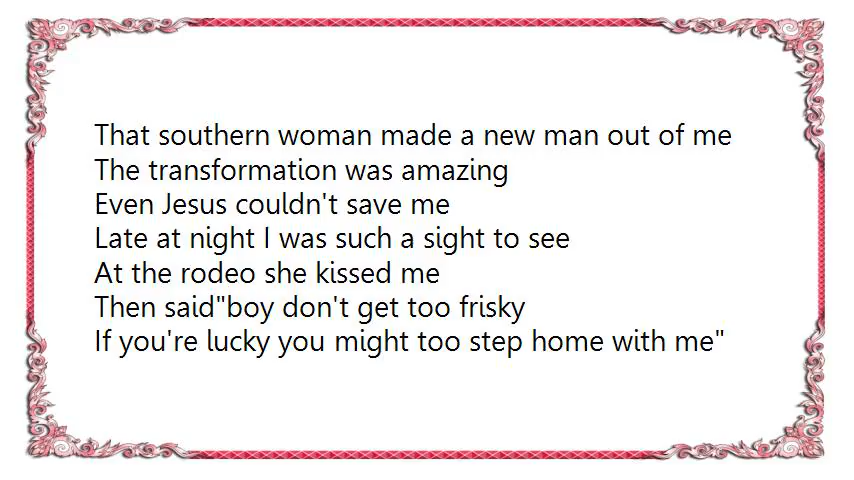 That southern woman made a new man out of me
The transformation was amazing
Even Jesus couldn't save me
Late at night I was such a sight to see
At the rodeo she kissed me
Then said"boy don't get too frisky
If you're lucky you might too step home with me"